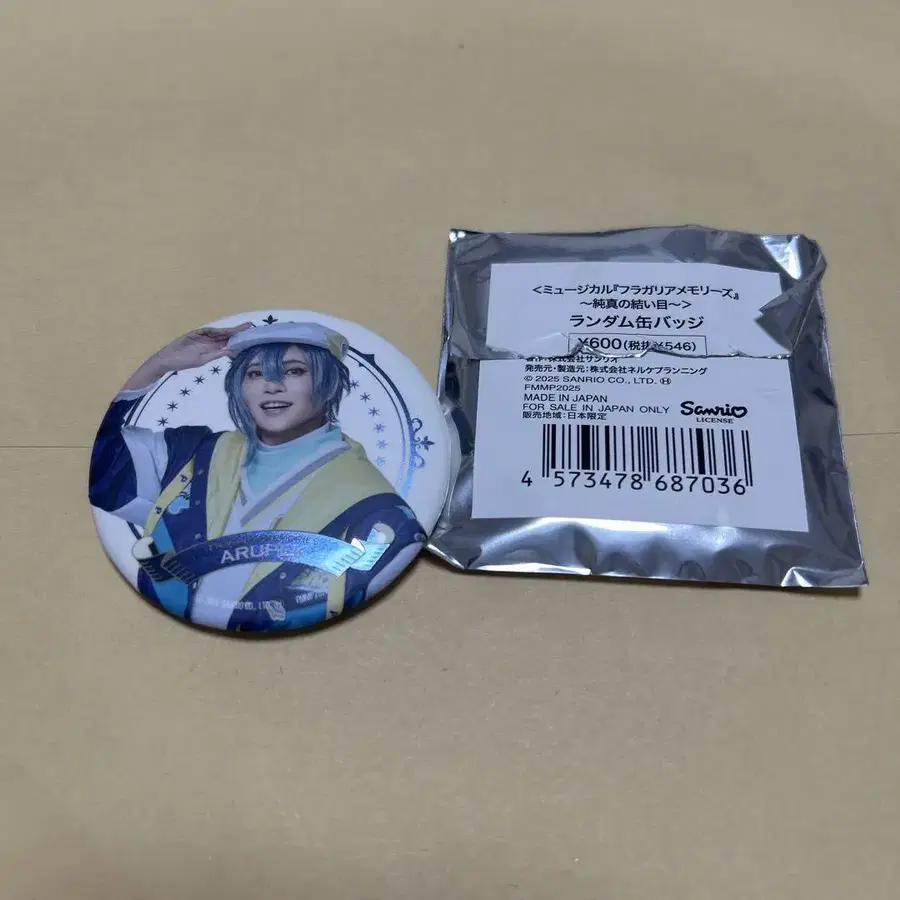 ARUPEC
<ミュージカル『フラガリアメモリーズ』
~純真の結い目~>
ランダム缶バッジ
¥600(税抜¥546)
著作:株式会社サンリオ
発売元・製造元:株式会社ネルケプランニング
© 2025 SANRIO CO., LTD. Ⓗ
FMMP2025
MADE IN JAPAN
FOR SALE IN JAPAN ONLY
販売地域:日本限定
Sanrio
LICENSE
4 573478 687036